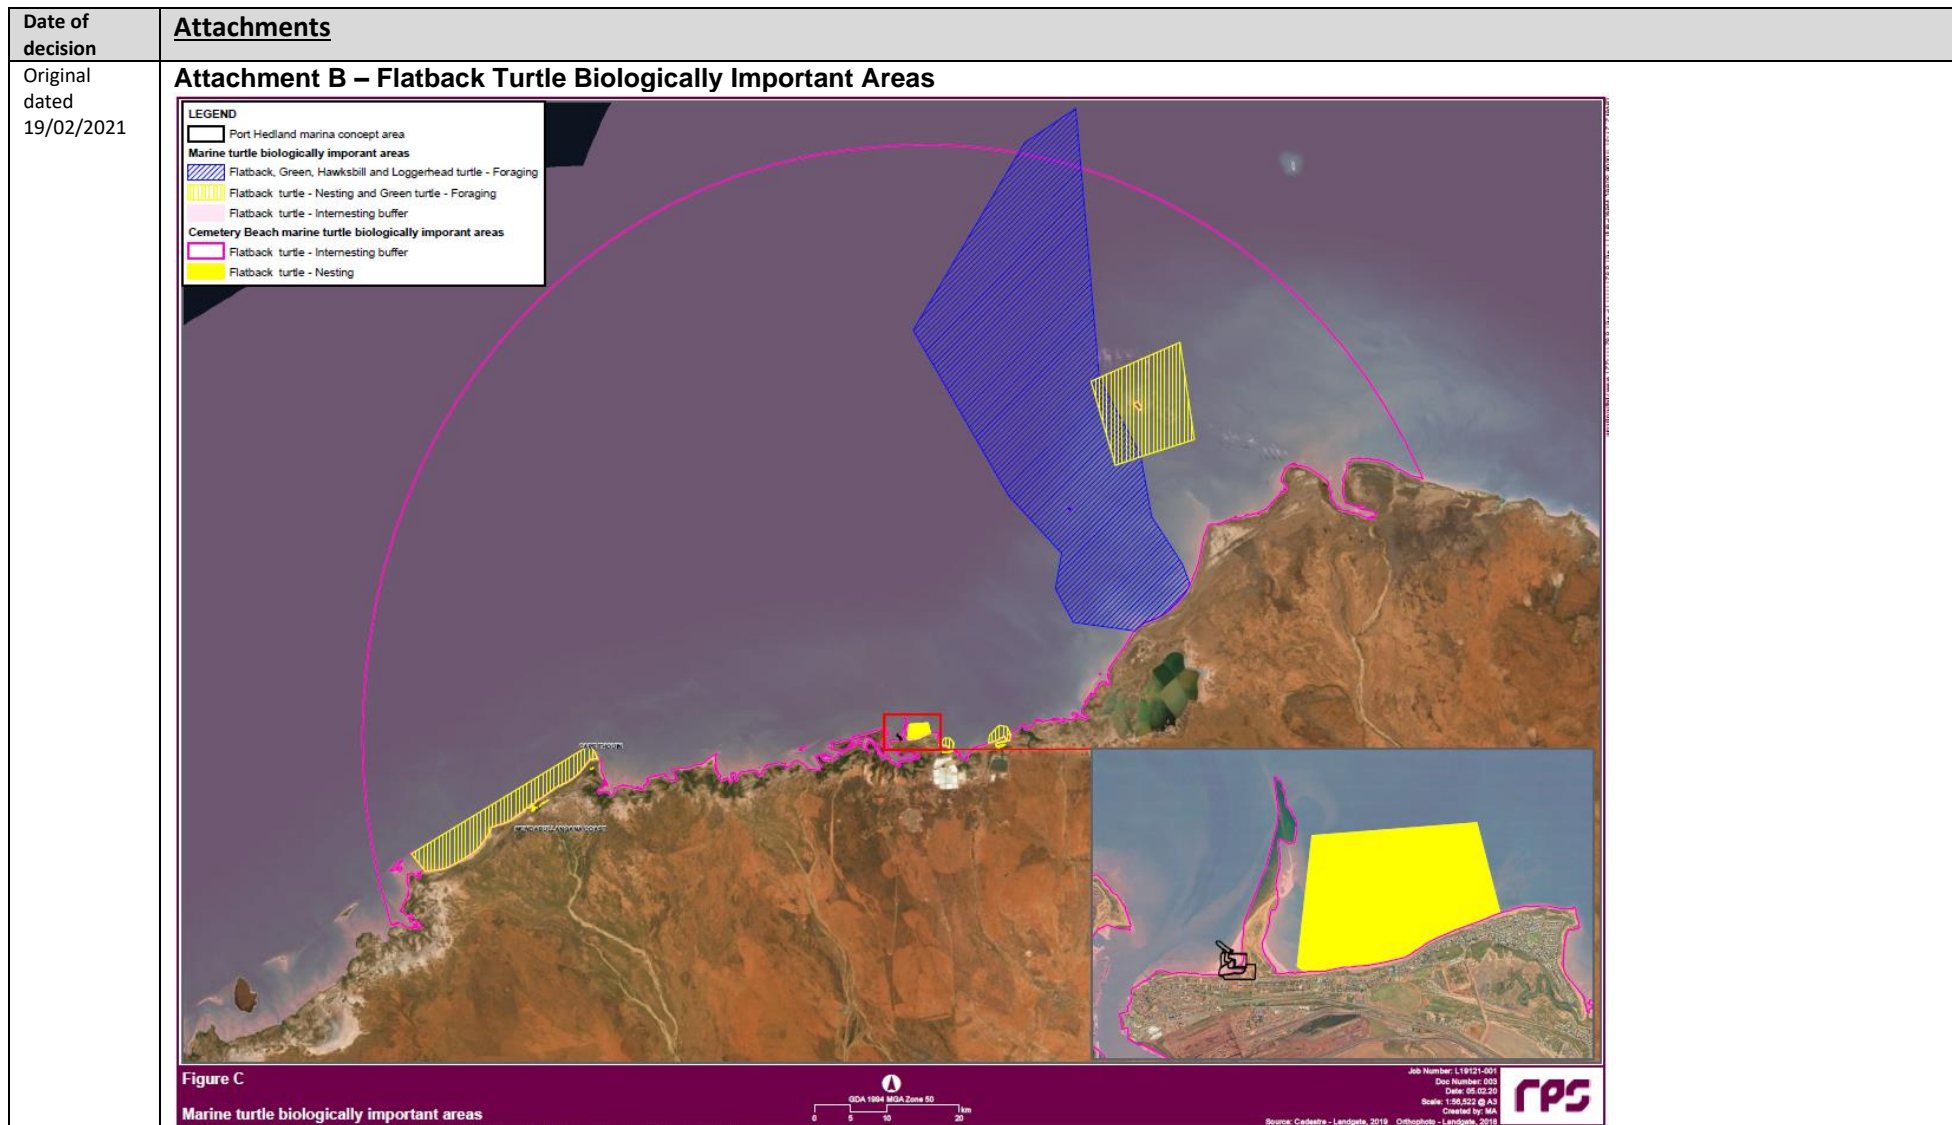 Date of
decision
Attachments
Original
dated
19/02/2021
Attachment B – Flatback Turtle Biologically Important Areas
LEGEND
Port Hedland marina concept area
Marine turtle biologically imporant areas
Flatback, Green, Hawksbill and Loggerhead turtle - Foraging
Flatback turtle - Nesting and Green turtle - Foraging
Flatback turtle - Internesting buffer
Cemetery Beach marine turtle biologically imporant areas
Flatback turtle - Internesting buffer
Flatback turtle - Nesting
Figure C
Marine turtle biologically important areas
GDA 1994 MGA Zone 50
km
0 5 10 20
Job Number: L19121-001
Doc Number: 003
Date: 05.02.20
Scale: 1:56,522 @ A3
Created by: MA
Source: Cadastre - Landgate, 2019 Orthophoto - Landgate, 2018
rps